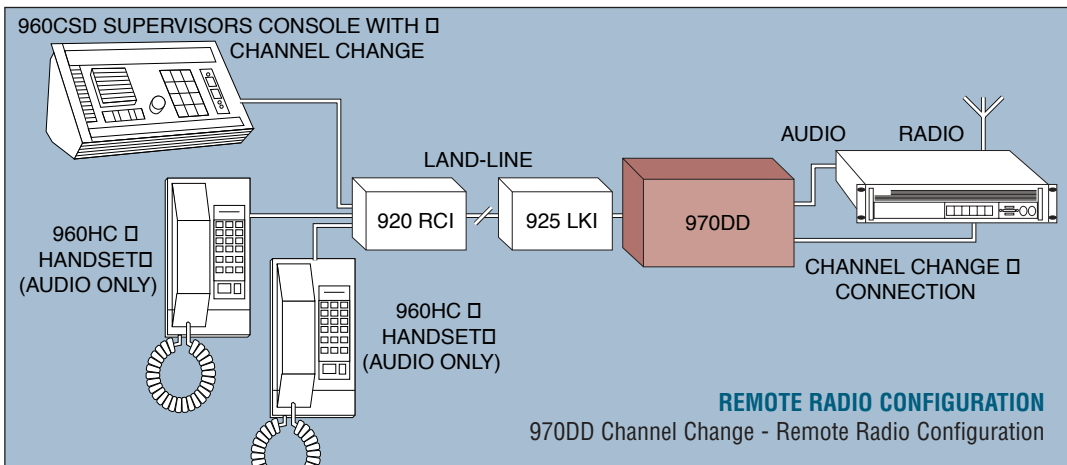 960CSD SUPERVISORS CONSOLE WITH □
CHANNEL CHANGE
AUDIO
RADIO
LAND-LINE
920 RCI
925 LKI
970DD
960HC □
HANDSET□
(AUDIO ONLY)
960HC □
HANDSET□
(AUDIO ONLY)
CHANNEL CHANGE □
CONNECTION
REMOTE RADIO CONFIGURATION
970DD Channel Change - Remote Radio Configuration